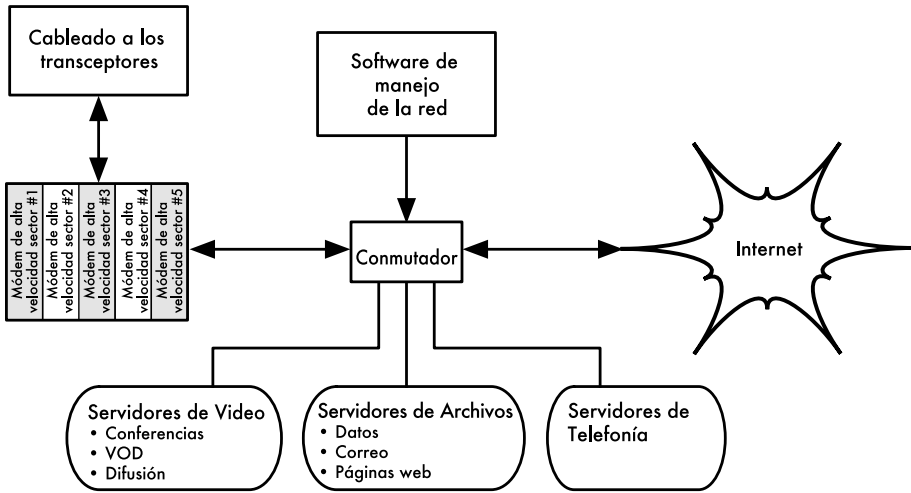 Cableado a los
transceptores
Software de
manejo
de la red
Módem de alta
velocidad sector #1
Módem de alta
velocidad sector #2
Módem de alta
velocidad sector #3
Módem de alta
velocidad sector #4
Módem de alta
velocidad sector #5
Conmutador
Internet
Servidores de Video
• Conferencias
• VOD
• Difusión
Servidores de Archivos
• Datos
• Correo
• Páginas web
Servidores de
Telefonía